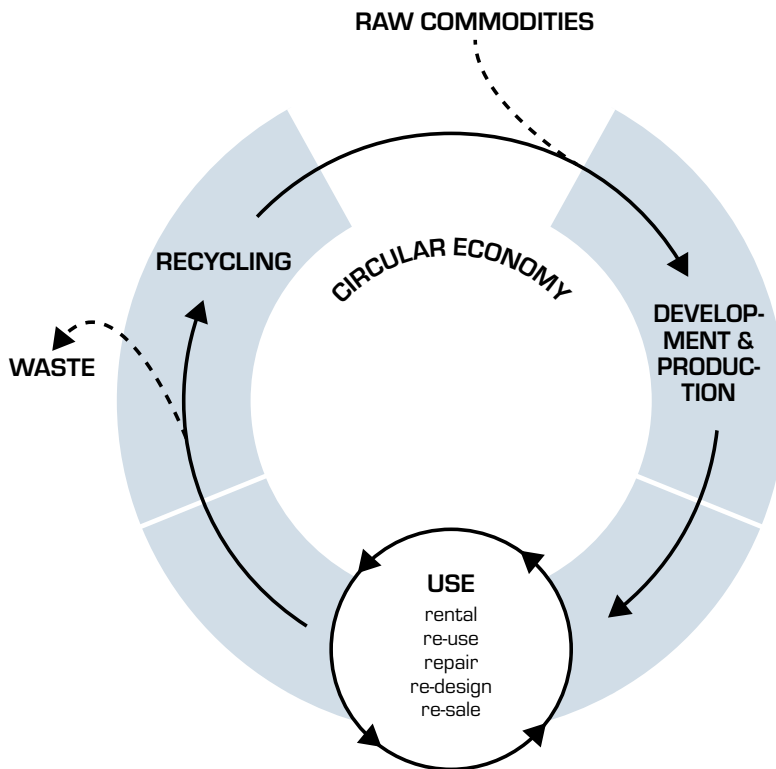 RAW COMMODITIES
CIRCULAR ECONOMY
RECYCLING
DEVELOP-
MENT &
PRODUC-
TION
WASTE
USE
rental
re-use
repair
re-design
re-sale